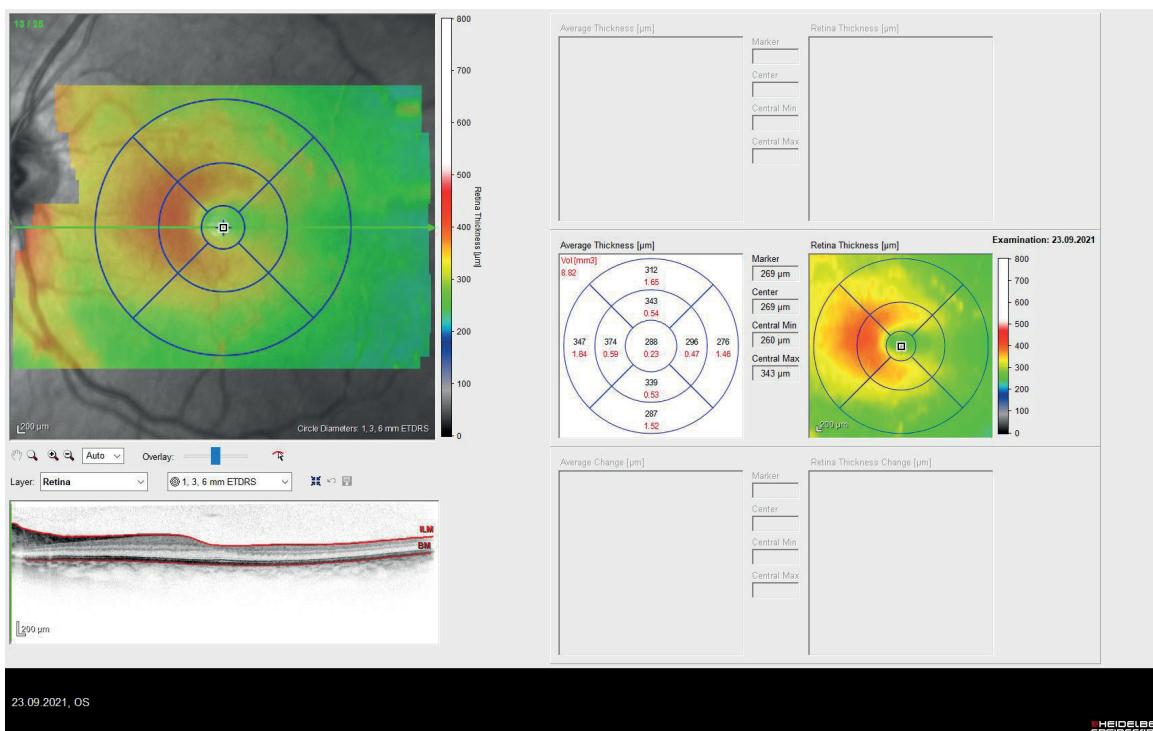 13 / 25
800
700
600
500
400
300
200
100
0
Retina Thickness [µm]
200 µm
Circle Diameters: 1, 3, 6 mm ETDRS
Auto
Overlay:
Layer: Retina
1, 3, 6 mm ETDRS
ILM
BM
200 µm
Average Thickness [µm]
Retina Thickness [µm]
Marker
Center
Central Min
Central Max
Examination: 23.09.2021
Average Thickness [µm]
Vol [mm3]
8.82
312
1.65
343
0.54
347 374 288 296 276
1.84 0.59 0.23 0.47 1.46
339
0.53
287
1.52
Marker
269 µm
Center
269 µm
Central Min
260 µm
Central Max
343 µm
Retina Thickness [µm]
200 µm
800
700
600
500
400
300
200
100
0
Average Change [µm]
Retina Thickness Change [µm]
Marker
Center
Central Min
Central Max
23.09.2021, OS
HEIDELBE